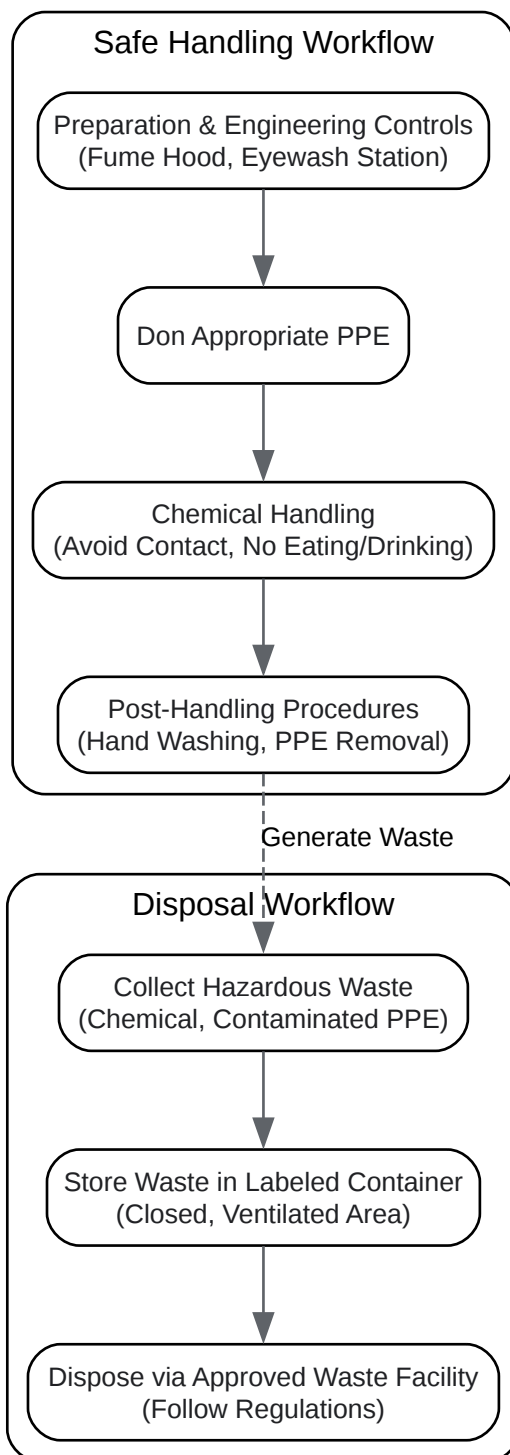 Safe Handling Workflow
Preparation & Engineering Controls
(Fume Hood, Eyewash Station)
Don Appropriate PPE
Chemical Handling
(Avoid Contact, No Eating/Drinking)
Post-Handling Procedures
(Hand Washing, PPE Removal)
Generate Waste
Disposal Workflow
Collect Hazardous Waste
(Chemical, Contaminated PPE)
Store Waste in Labeled Container
(Closed, Ventilated Area)
Dispose via Approved Waste Facility
(Follow Regulations)